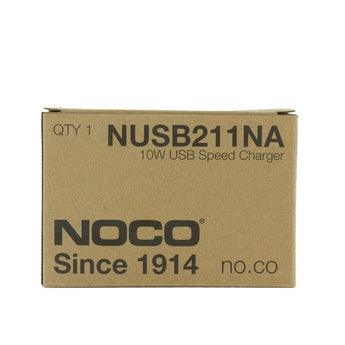 QTY 1 NUSB211NA
10W USB Speed Charger
NOCO®
Since 1914 no.co